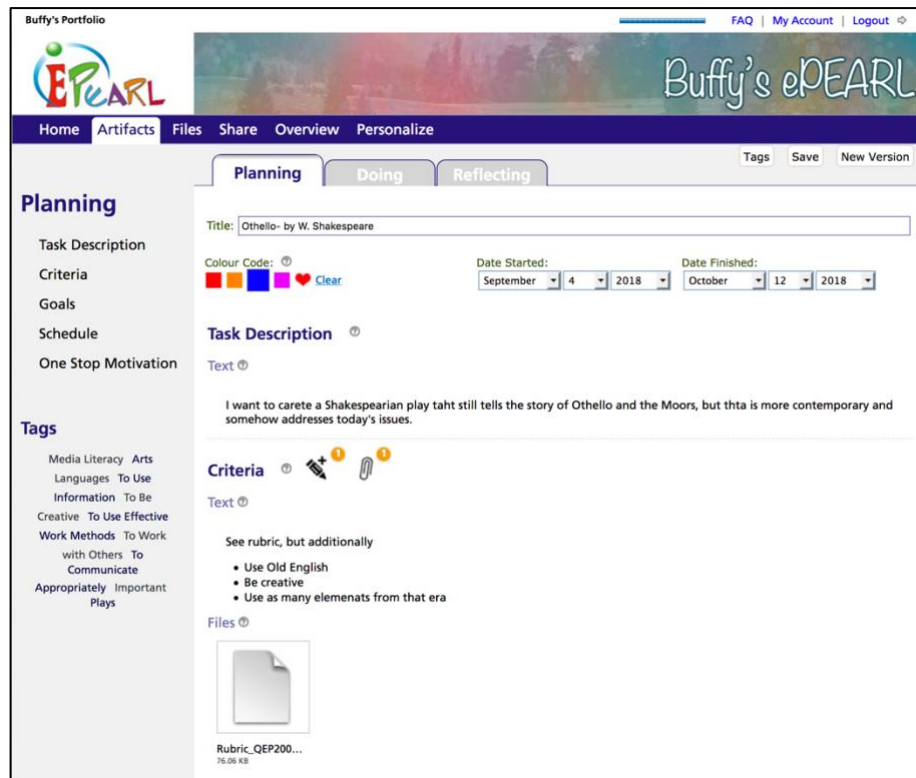 Buffy's Portfolio
FAQ | My Account | Logout
EPEARL
Buffy's ePEARL
Home Artifacts Files Share Overview Personalize
Planning Doing Reflecting
Tags Save New Version
Planning
Task Description
Criteria
Goals
Schedule
One Stop Motivation
Tags
Media Literacy Arts
Languages To Use
Information To Be
Creative To Use Effective
Work Methods To Work
with Others To
Communicate
Appropriately Important
Plays
Title: Othello- by W. Shakespeare
Colour Code: ?
Clear
Date Started:
September 4 2018
Date Finished:
October 12 2018
Task Description ?
Text ?
I want to carete a Shakespearian play taht still tells the story of Othello and the Moors, but thta is more contemporary and
somehow addresses today's issues.
Criteria ? 1 1
Text ?
See rubric, but additionally
• Use Old English
• Be creative
• Use as many elemenats from that era
Files ?
Rubric_QEP200...
76.06 KB